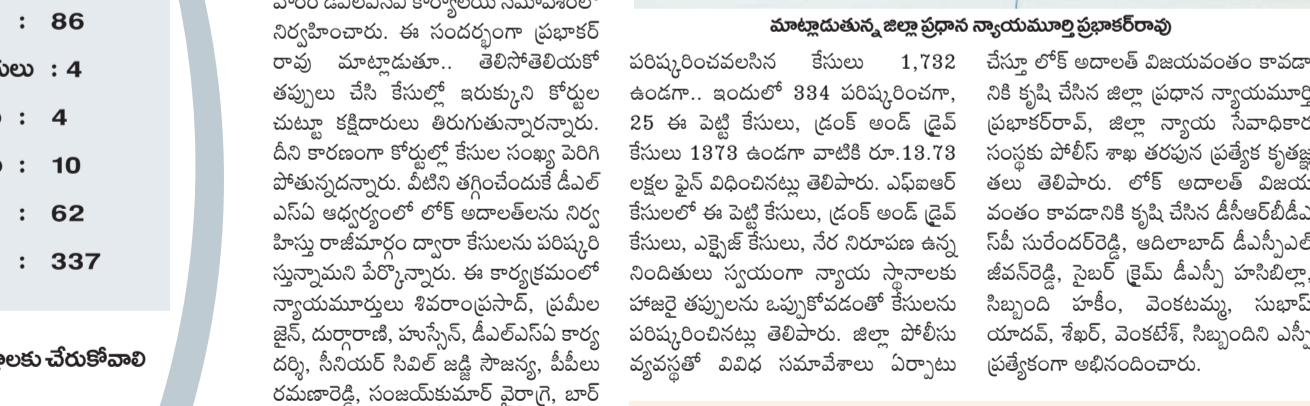 : 86
: 4
: 4
: 10
: 62
: 337
చేరుకోవాలి
నిర్వహించారు. ఈ సందర్భంగా ప్రభాకర్
రావు మాట్లాడుతూ.. తెలిసోతెలియకో
తప్పులు చేసి కేసుల్లో ఇరుక్కుని కోర్టుల
చుట్టూ కక్షిదారులు తిరుగుతున్నారన్నారు.
దీని కారణంగా కోర్టుల్లో కేసుల సంఖ్య పెరిగి
పోతున్నదన్నారు. వీటిని తగ్గించేందుకే డీఎల్
ఎస్ఏ ఆధ్వర్యంలో లోక్ అదాలత్‌లను నిర్వ
హిస్తు రాజీమార్గం ద్వారా కేసులను పరిష్కరి
స్తున్నామని పేర్కొన్నారు. ఈ కార్యక్రమంలో
న్యాయమూర్తులు శివరాంప్రసాద్, ప్రమీల
జైన్, దుర్గారాణి, హుస్సేన్, డీఎల్ఎస్ఏ కార్య
దర్శి, సీనియర్ సివిల్ జడ్జి సౌజన్య, పీపీలు
రమణారెడ్డి, సంజయ్‌కుమార్ వైరాగ్రె, బార్
మాట్లాడుతున్న జిల్లా ప్రధాన న్యాయమూర్తి ప్రభాకర్‌రావు
పరిష్కరించవలసిన కేసులు 1,732
ఉండగా.. ఇందులో 334 పరిష్కరించగా,
25 ఈ పెట్టి కేసులు, డ్రంక్ అండ్ డ్రైవ్
కేసులు 1373 ఉండగా వాటికి రూ.13.73
లక్షల ఫైన్ విధించినట్లు తెలిపారు. ఎఫ్ఐఆర్
కేసులలో ఈ పెట్టి కేసులు, డ్రంక్ అండ్ డ్రైవ్
కేసులు, ఎక్సైజ్ కేసులు, నేర నిరూపణ ఉన్న
నిందితులు స్వయంగా న్యాయ స్థానాలకు
హాజరై తప్పులను ఒప్పుకోవడంతో కేసులను
పరిష్కరించినట్లు తెలిపారు. జిల్లా పోలీసు
వ్యవస్థతో వివిధ సమావేశాలు ఏర్పాటు
చేస్తూ లోక్ అదాలత్ విజయవంతం కావడా
నికి కృషి చేసిన జిల్లా ప్రధాన న్యాయమూర్తి
ప్రభాకర్‌రావ్, జిల్లా న్యాయ సేవాధికార
సంస్థకు పోలీస్ శాఖ తరపున ప్రత్యేక కృతజ్ఞ
తలు తెలిపారు. లోక్ అదాలత్ విజయ
వంతం కావడానికి కృషి చేసిన డీసీఆర్‌బీడీఎ
స్‌పీ సురేందర్‌రెడ్డి, ఆదిలాబాద్ డీఎస్పీఎల్
జీవన్‌రెడ్డి, సైబర్ క్రైమ్ డీఎస్పీ హసిబిల్లా,
సిబ్బంది హకీం, వెంకటమ్మ, సుభాష్
యాదవ్, శేఖర్, వెంకటేశ్, సిబ్బందిని ఎస్పీ
ప్రత్యేకంగా అభినందించారు.